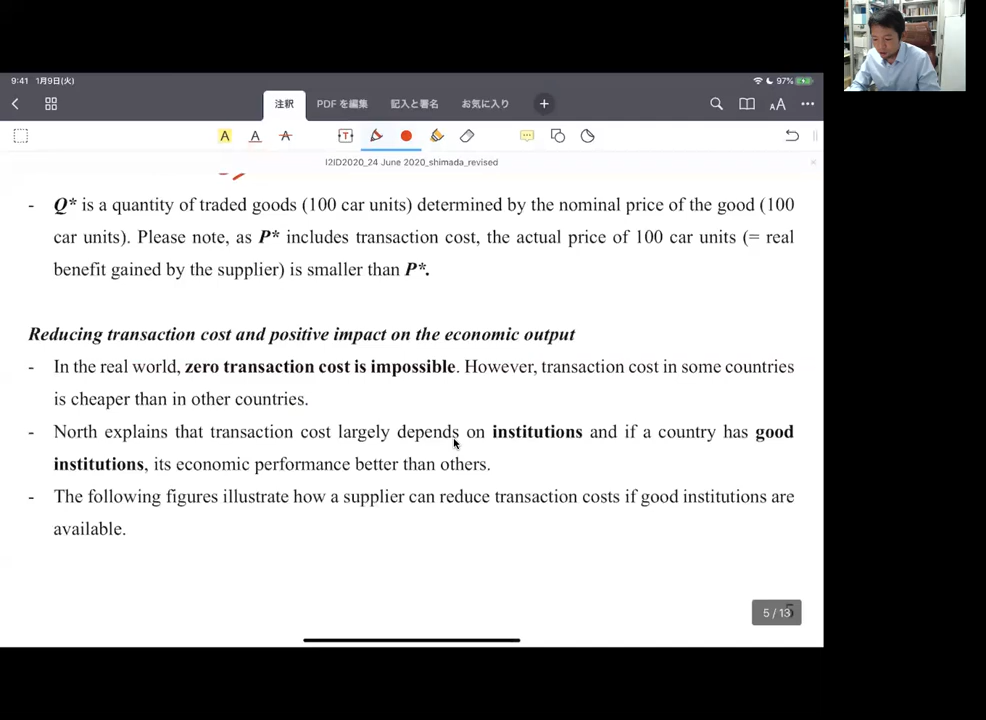 9:41 1月9日(火)
97%
注釈 PDF を編集 記入と署名 お気に入り
AA
A A A T
I2ID2020_24 June 2020_shimada_revised
- Q* is a quantity of traded goods (100 car units) determined by the nominal price of the good (100
car units). Please note, as P* includes transaction cost, the actual price of 100 car units (= real
benefit gained by the supplier) is smaller than P*.
Reducing transaction cost and positive impact on the economic output
- In the real world, zero transaction cost is impossible. However, transaction cost in some countries
is cheaper than in other countries.
- North explains that transaction cost largely depends on institutions and if a country has good
institutions, its economic performance better than others.
- The following figures illustrate how a supplier can reduce transaction costs if good institutions are
available.
5 / 13